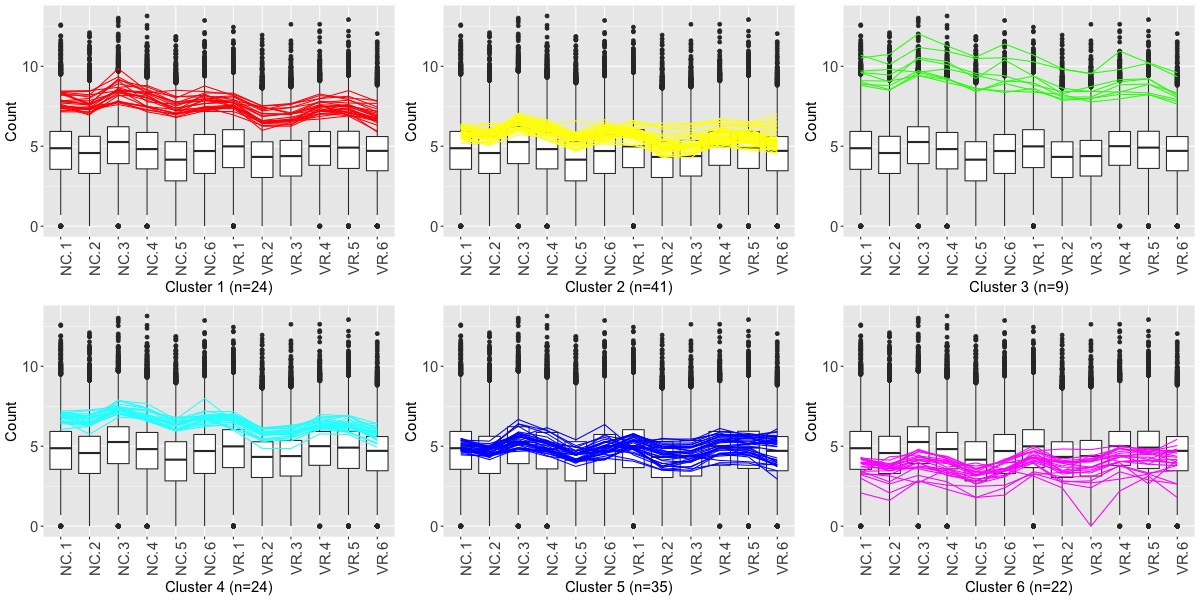 Count
10
5
0
NC.1 NC.2 NC.3 NC.4 NC.5 NC.6 VR.1 VR.2 VR.3 VR.4 VR.5 VR.6
Cluster 1 (n=24)
Count
10
5
0
NC.1 NC.2 NC.3 NC.4 NC.5 NC.6 VR.1 VR.2 VR.3 VR.4 VR.5 VR.6
Cluster 2 (n=41)
Count
10
5
0
NC.1 NC.2 NC.3 NC.4 NC.5 NC.6 VR.1 VR.2 VR.3 VR.4 VR.5 VR.6
Cluster 3 (n=9)
Count
10
5
0
NC.1 NC.2 NC.3 NC.4 NC.5 NC.6 VR.1 VR.2 VR.3 VR.4 VR.5 VR.6
Cluster 4 (n=24)
Count
10
5
0
NC.1 NC.2 NC.3 NC.4 NC.5 NC.6 VR.1 VR.2 VR.3 VR.4 VR.5 VR.6
Cluster 5 (n=35)
Count
10
5
0
NC.1 NC.2 NC.3 NC.4 NC.5 NC.6 VR.1 VR.2 VR.3 VR.4 VR.5 VR.6
Cluster 6 (n=22)